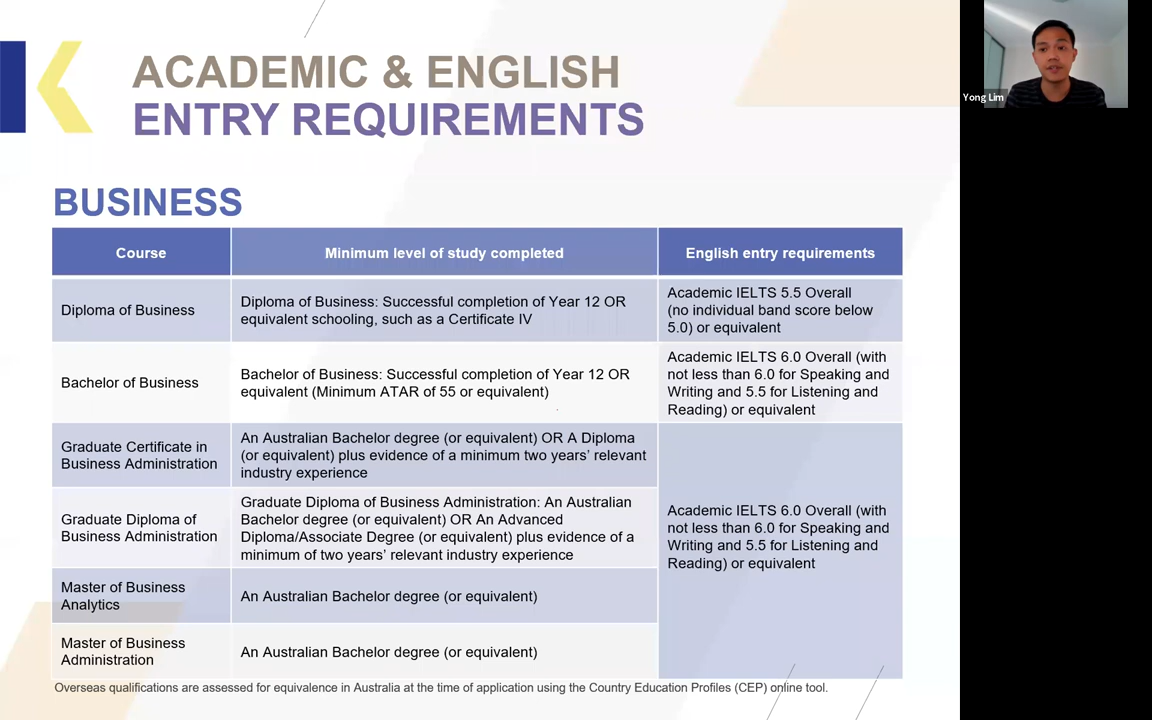 ACADEMIC & ENGLISH
ENTRY REQUIREMENTS
Yong Lim
BUSINESS
Course
Minimum level of study completed
English entry requirements
Diploma of Business
Diploma of Business: Successful completion of Year 12 OR
equivalent schooling, such as a Certificate IV
Academic IELTS 5.5 Overall
(no individual band score below
5.0) or equivalent
Bachelor of Business
Bachelor of Business: Successful completion of Year 12 OR
equivalent (Minimum ATAR of 55 or equivalent)
Academic IELTS 6.0 Overall (with
not less than 6.0 for Speaking and
Writing and 5.5 for Listening and
Reading) or equivalent
Graduate Certificate in
Business Administration
An Australian Bachelor degree (or equivalent) OR A Diploma
(or equivalent) plus evidence of a minimum two years' relevant
industry experience
Graduate Diploma of
Business Administration
Graduate Diploma of Business Administration: An Australian
Bachelor degree (or equivalent) OR An Advanced
Diploma/Associate Degree (or equivalent) plus evidence of a
minimum of two years' relevant industry experience
Academic IELTS 6.0 Overall (with
not less than 6.0 for Speaking and
Writing and 5.5 for Listening and
Reading) or equivalent
Master of Business
Analytics
An Australian Bachelor degree (or equivalent)
Master of Business
Administration
An Australian Bachelor degree (or equivalent)
Overseas qualifications are assessed for equivalence in Australia at the time of application using the Country Education Profiles (CEP) online tool.